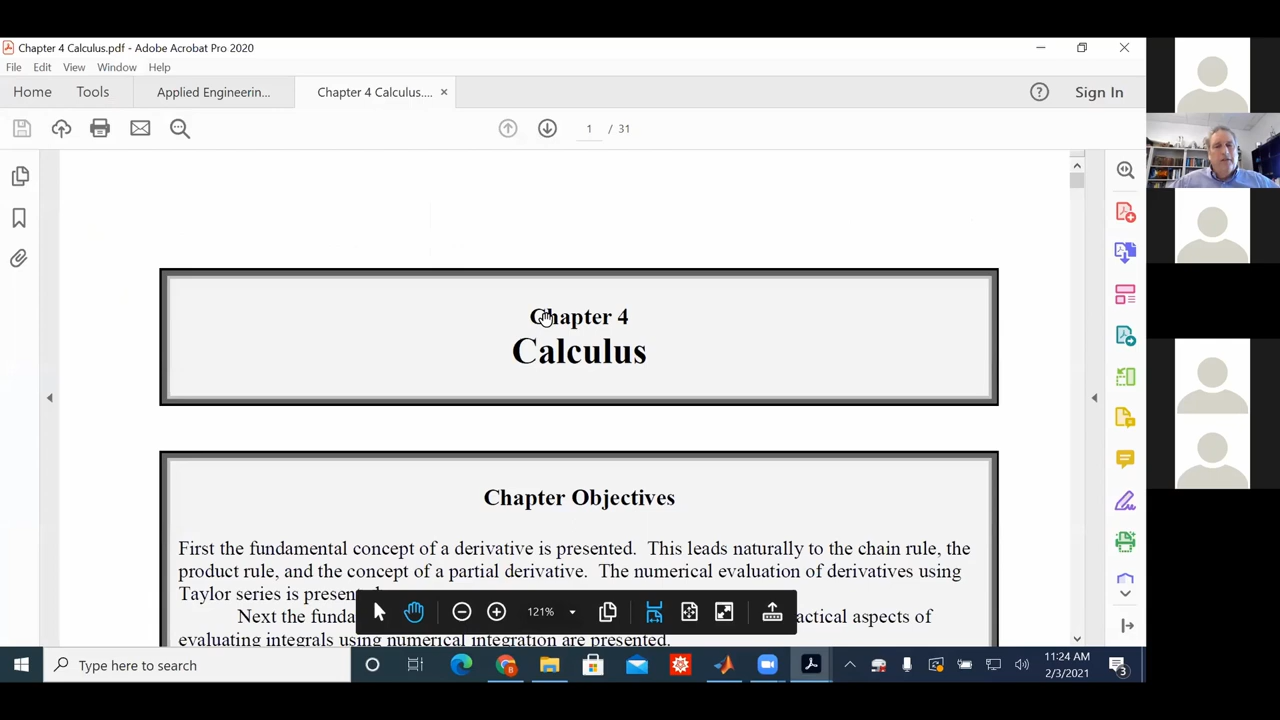 Chapter 4 Calculus.pdf - Adobe Acrobat Pro 2020
File Edit View Window Help
Home Tools Applied Engineerin... Chapter 4 Calculus.... × Sign In
1 / 31
Chapter 4
Calculus
Chapter Objectives
First the fundamental concept of a derivative is presented. This leads naturally to the chain rule, the
product rule, and the concept of a partial derivative. The numerical evaluation of derivatives using
Taylor series is presented.
Next the funda actical aspects of
evaluating integrals using numerical integration are presented.
121%
Type here to search
11:24 AM
2/3/2021
3